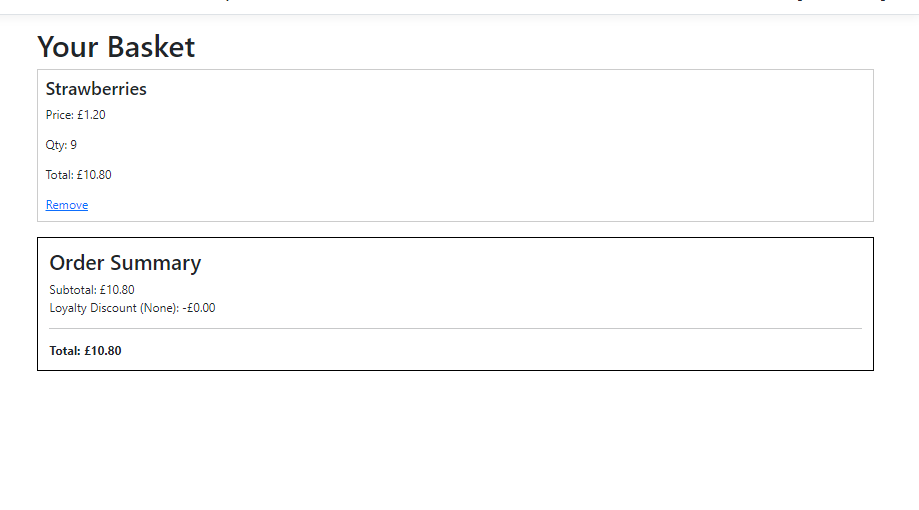 Your Basket
Strawberries
Price: £1.20
Qty: 9
Total: £10.80
Remove
Order Summary
Subtotal: £10.80
Loyalty Discount (None): -£0.00
Total: £10.80